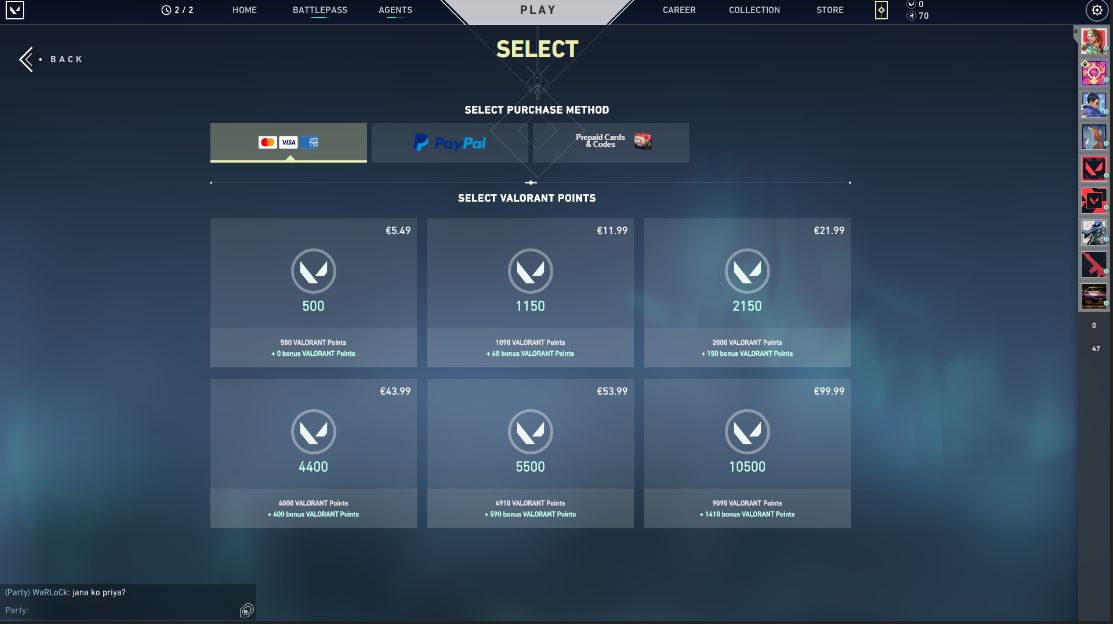 2 / 2
HOME
BATTLEPASS
AGENTS
PLAY
CAREER
COLLECTION
STORE
0
70
BACK
SELECT
SELECT PURCHASE METHOD
VISA
PayPal
Prepaid Cards
& Codes
SELECT VALORANT POINTS
€5.49
500
500 VALORANT Points
+ 0 bonus VALORANT Points
€11.99
1150
1090 VALORANT Points
+ 60 bonus VALORANT Points
€21.99
2150
2000 VALORANT Points
+ 150 bonus VALORANT Points
€43.99
4400
4000 VALORANT Points
+ 400 bonus VALORANT Points
€53.99
5500
4910 VALORANT Points
+ 590 bonus VALORANT Points
€99.99
10500
9090 VALORANT Points
+ 1410 bonus VALORANT Points
0
47
(Party) WaRLoCk: jana ko priya?
Party: